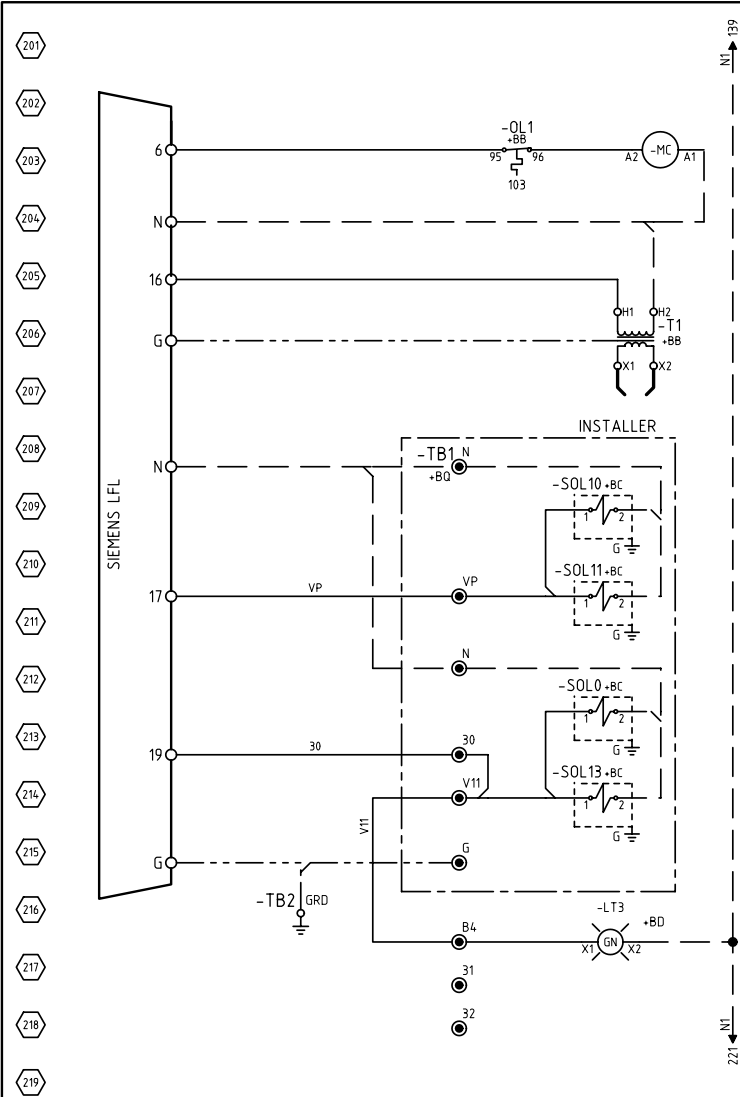 201
N1 139
202
-OL1
+BB
6
95 96
A2 -MC A1
203
103
204
N
205
16
H1 H2
-T1
206
G
+BB
X1 X2
207
INSTALLER
208
-TB1 N
N
+BQ
-SOL10 +BC
209
1 2
SIEMENS LFL
G
210
-SOL11 +BC
VP
VP
17
1 2
211
G
N
212
-SOL0 +BC
1 2
213
30
30
G
19
-SOL13 +BC
214
V11
1 2
V11
G
215
G
G
-TB2 GRD
216
-LT3
+BD
B4
X1 GN X2
217
31
32
218
N1
221
219